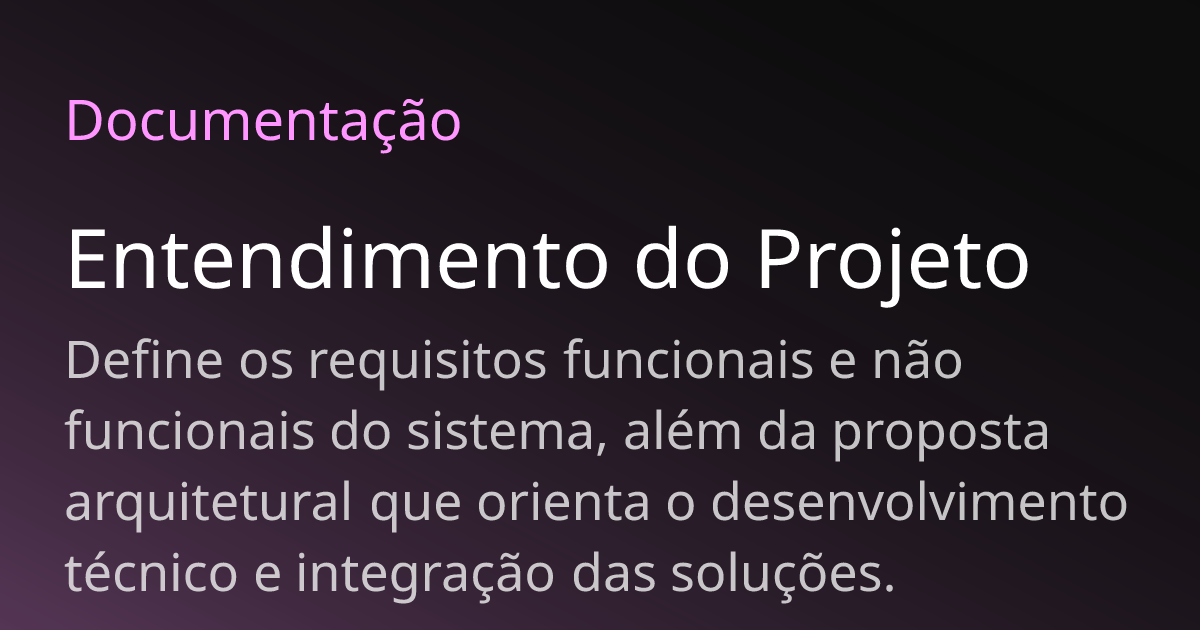 Documentação
Entendimento do Projeto
Define os requisitos funcionais e não
funcionais do sistema, além da proposta
arquitetural que orienta o desenvolvimento
técnico e integração das soluções.